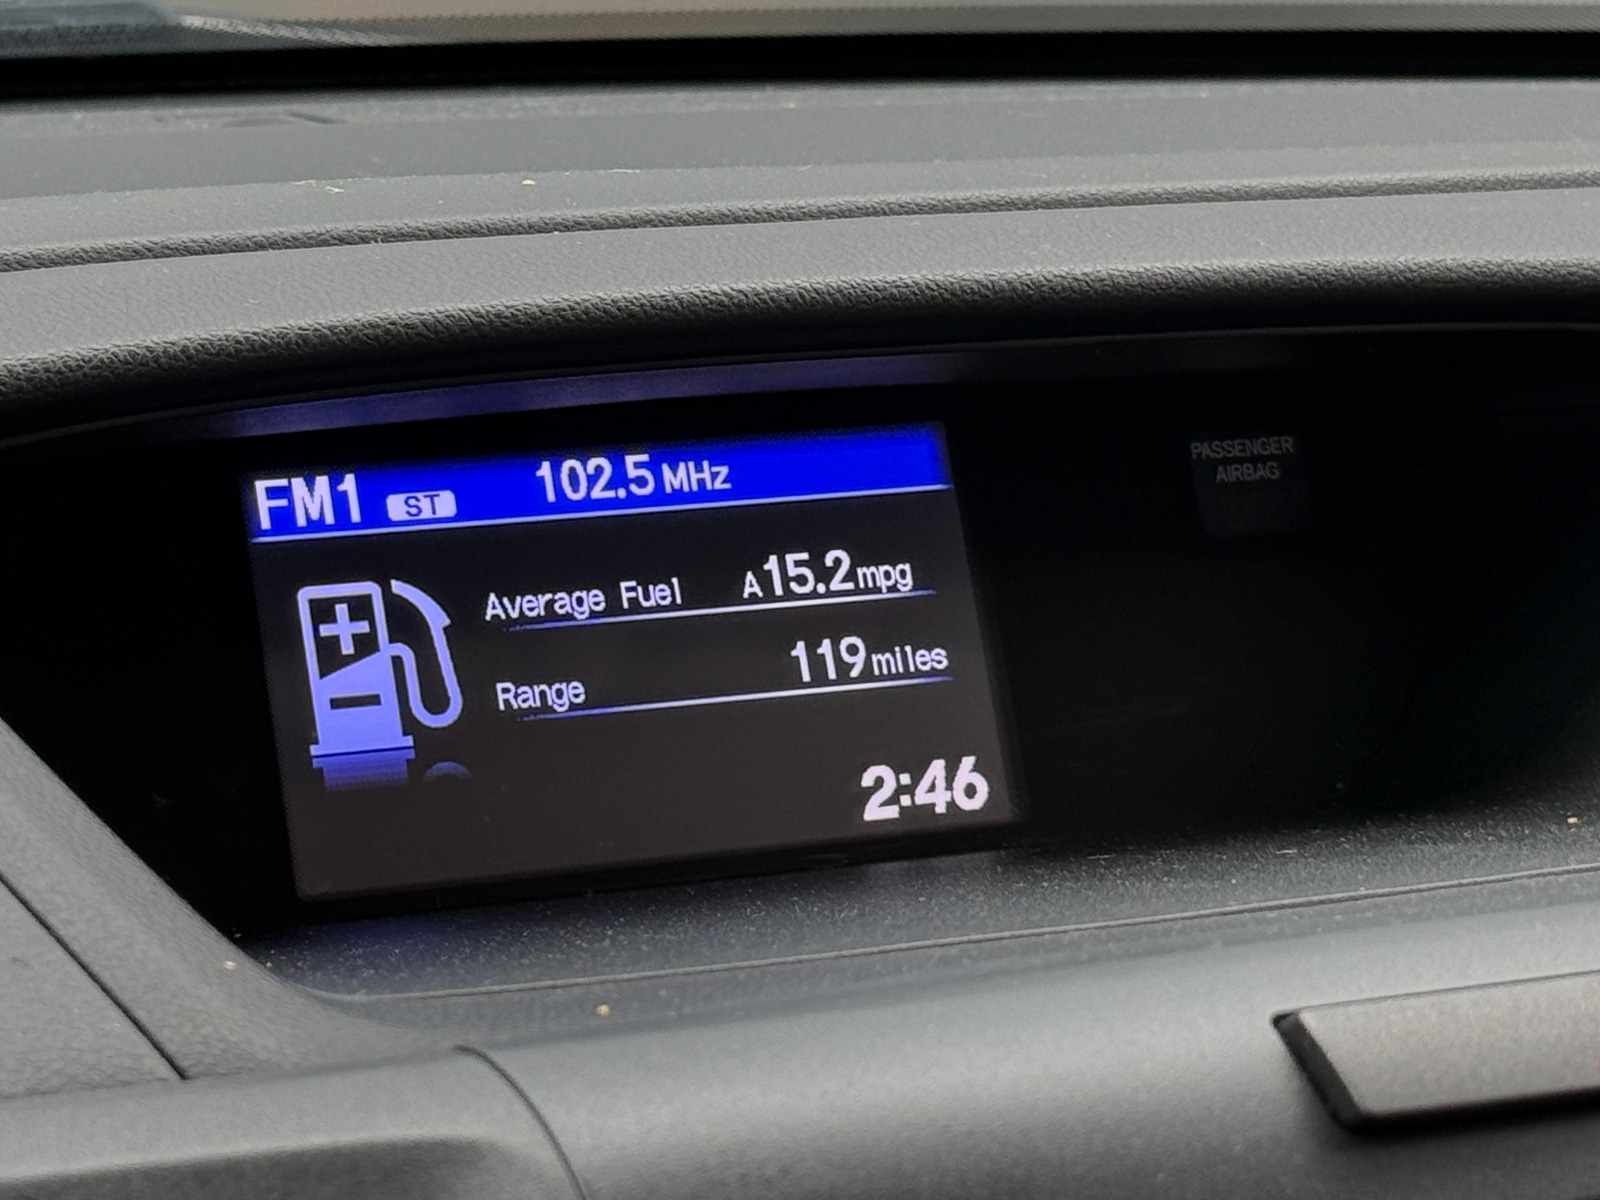 FM1 ST 102.5 MHz
PASSENGER
AIRBAG
Average Fuel A15.2mpg
Range 119miles
2:46